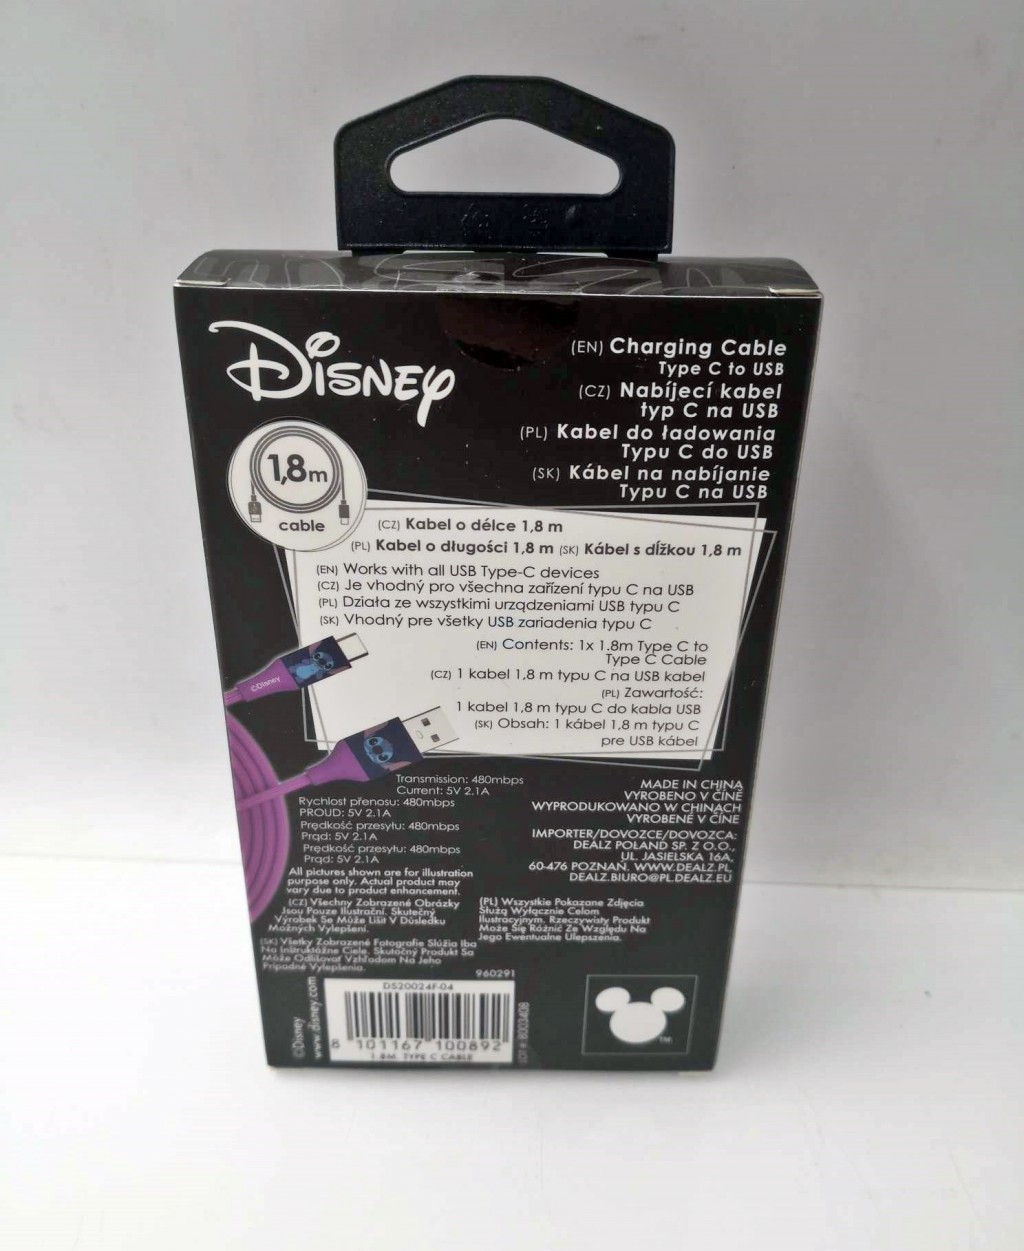 Disney
(EN) Charging Cable
Type C to USB
(CZ) Nabíjecí kabel
typ C na USB
(PL) Kabel do ładowania
Typu C do USB
(SK) Kábel na nabíjanie
Typu C na USB
1,8m
cable
(CZ) Kabel o délce 1,8 m
(PL) Kabel o długości 1,8 m (SK) Kábel s dĺžkou 1,8 m
(EN) Works with all USB Type-C devices
(CZ) Je vhodný pro všechna zařízení typu C na USB
(PL) Działa ze wszystkimi urządzeniami USB typu C
(SK) Vhodný pre všetky USB zariadenia typu C
(EN) Contents: 1x 1.8m Type C to
Type C Cable
(CZ) 1 kabel 1,8 m typu C na USB kabel
(PL) Zawartość:
1 kabel 1,8 m typu C do kabla USB
(SK) Obsah: 1 kábel 1,8 m typu C
pre USB kábel
©Disney
Transmission: 480mbps
Current: 5V 2.1A
Rychlost přenosu: 480mbps
PROUD: 5V 2.1A
Prędkość przesyłu: 480mbps
Prąd: 5V 2.1A
Prędkość przesyłu: 480mbps
Prąd: 5V 2.1A
MADE IN CHINA
VYROBENO V ČÍNĚ
WYPRODUKOWANO W CHINACH
VYROBENÉ V ČÍNE
IMPORTER/DOVOZCE/DOVOZCA:
DEALZ POLAND SP. Z O.O.,
UL. JASIELSKA 16A,
60-476 POZNAŃ. WWW.DEALZ.PL,
DEALZ.BIURO@PL.DEALZ.EU
All pictures shown are for illustration
purpose only. Actual product may
vary due to product enhancement.
(CZ) Všechny Zobrazené Obrázky
Jsou Pouze Ilustrační. Skutečný
Výrobek Se Může Lišit V Důsledku
Možných Vylepšení.
(PL) Wszystkie Pokazane Zdjęcia
Służą Wyłącznie Celom
Ilustracyjnym. Rzeczywisty Produkt
Może Się Różnić Ze Względu Na
Jego Ewentualne Ulepszenia.
(SK) Všetky Zobrazené Fotografie Slúžia Iba
Na Inštruktážne Ciele. Skutočný Produkt Sa
Môže Odlišovať Vzhľadom Na Jeho
Prípadné Vylepšenia.
960291
©Disney
www.disney.com
DS20024F-04
8 101167 100892
1.8M. TYPE C CABLE
LOT#: 8003408
TM